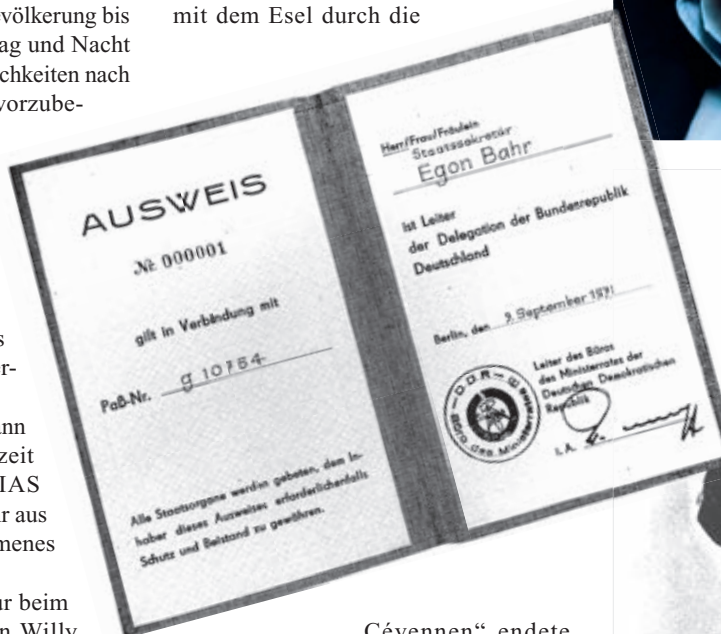 evölkerung bis
ag und Nacht
chkeiten nach
vorzube-
s
er-
nn
zeit
IAS
r aus
menes
ur beim
n Willy
mit dem Esel durch die
AUSWEIS
№ 000001
gilt in Verbindung mit
Paß-Nr. g 10754
Alle Staatsorgane werden gebeten, dem In-
haber dieses Ausweises erforderlichenfalls
Schutz und Beistand zu gewähren.
Herr/Frau/Fräulein
Staatssekretär
Egon Bahr
ist Leiter
der Delegation der Bundesrepublik
Deutschland
Berlin, den 9. September 1971
Leiter des Büros
des Ministerrates der
Deutschen Demokratischen
Republik
i. A.
DDR
Büro des Ministerrates
Cévennen“ endete